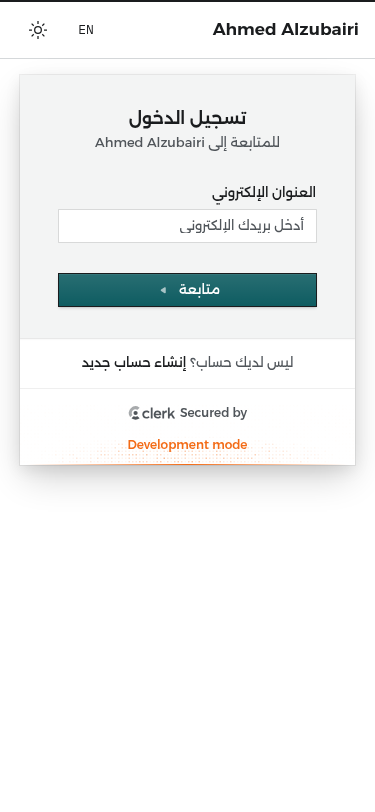 Ahmed Alzubairi
EN
تسجيل الدخول
للمتابعة إلى Ahmed Alzubairi
العنوان الإلكتروني
أدخل بريدك الإلكتروني
متابعة
ليس لديك حساب؟ إنشاء حساب جديد
Secured by clerk
Development mode